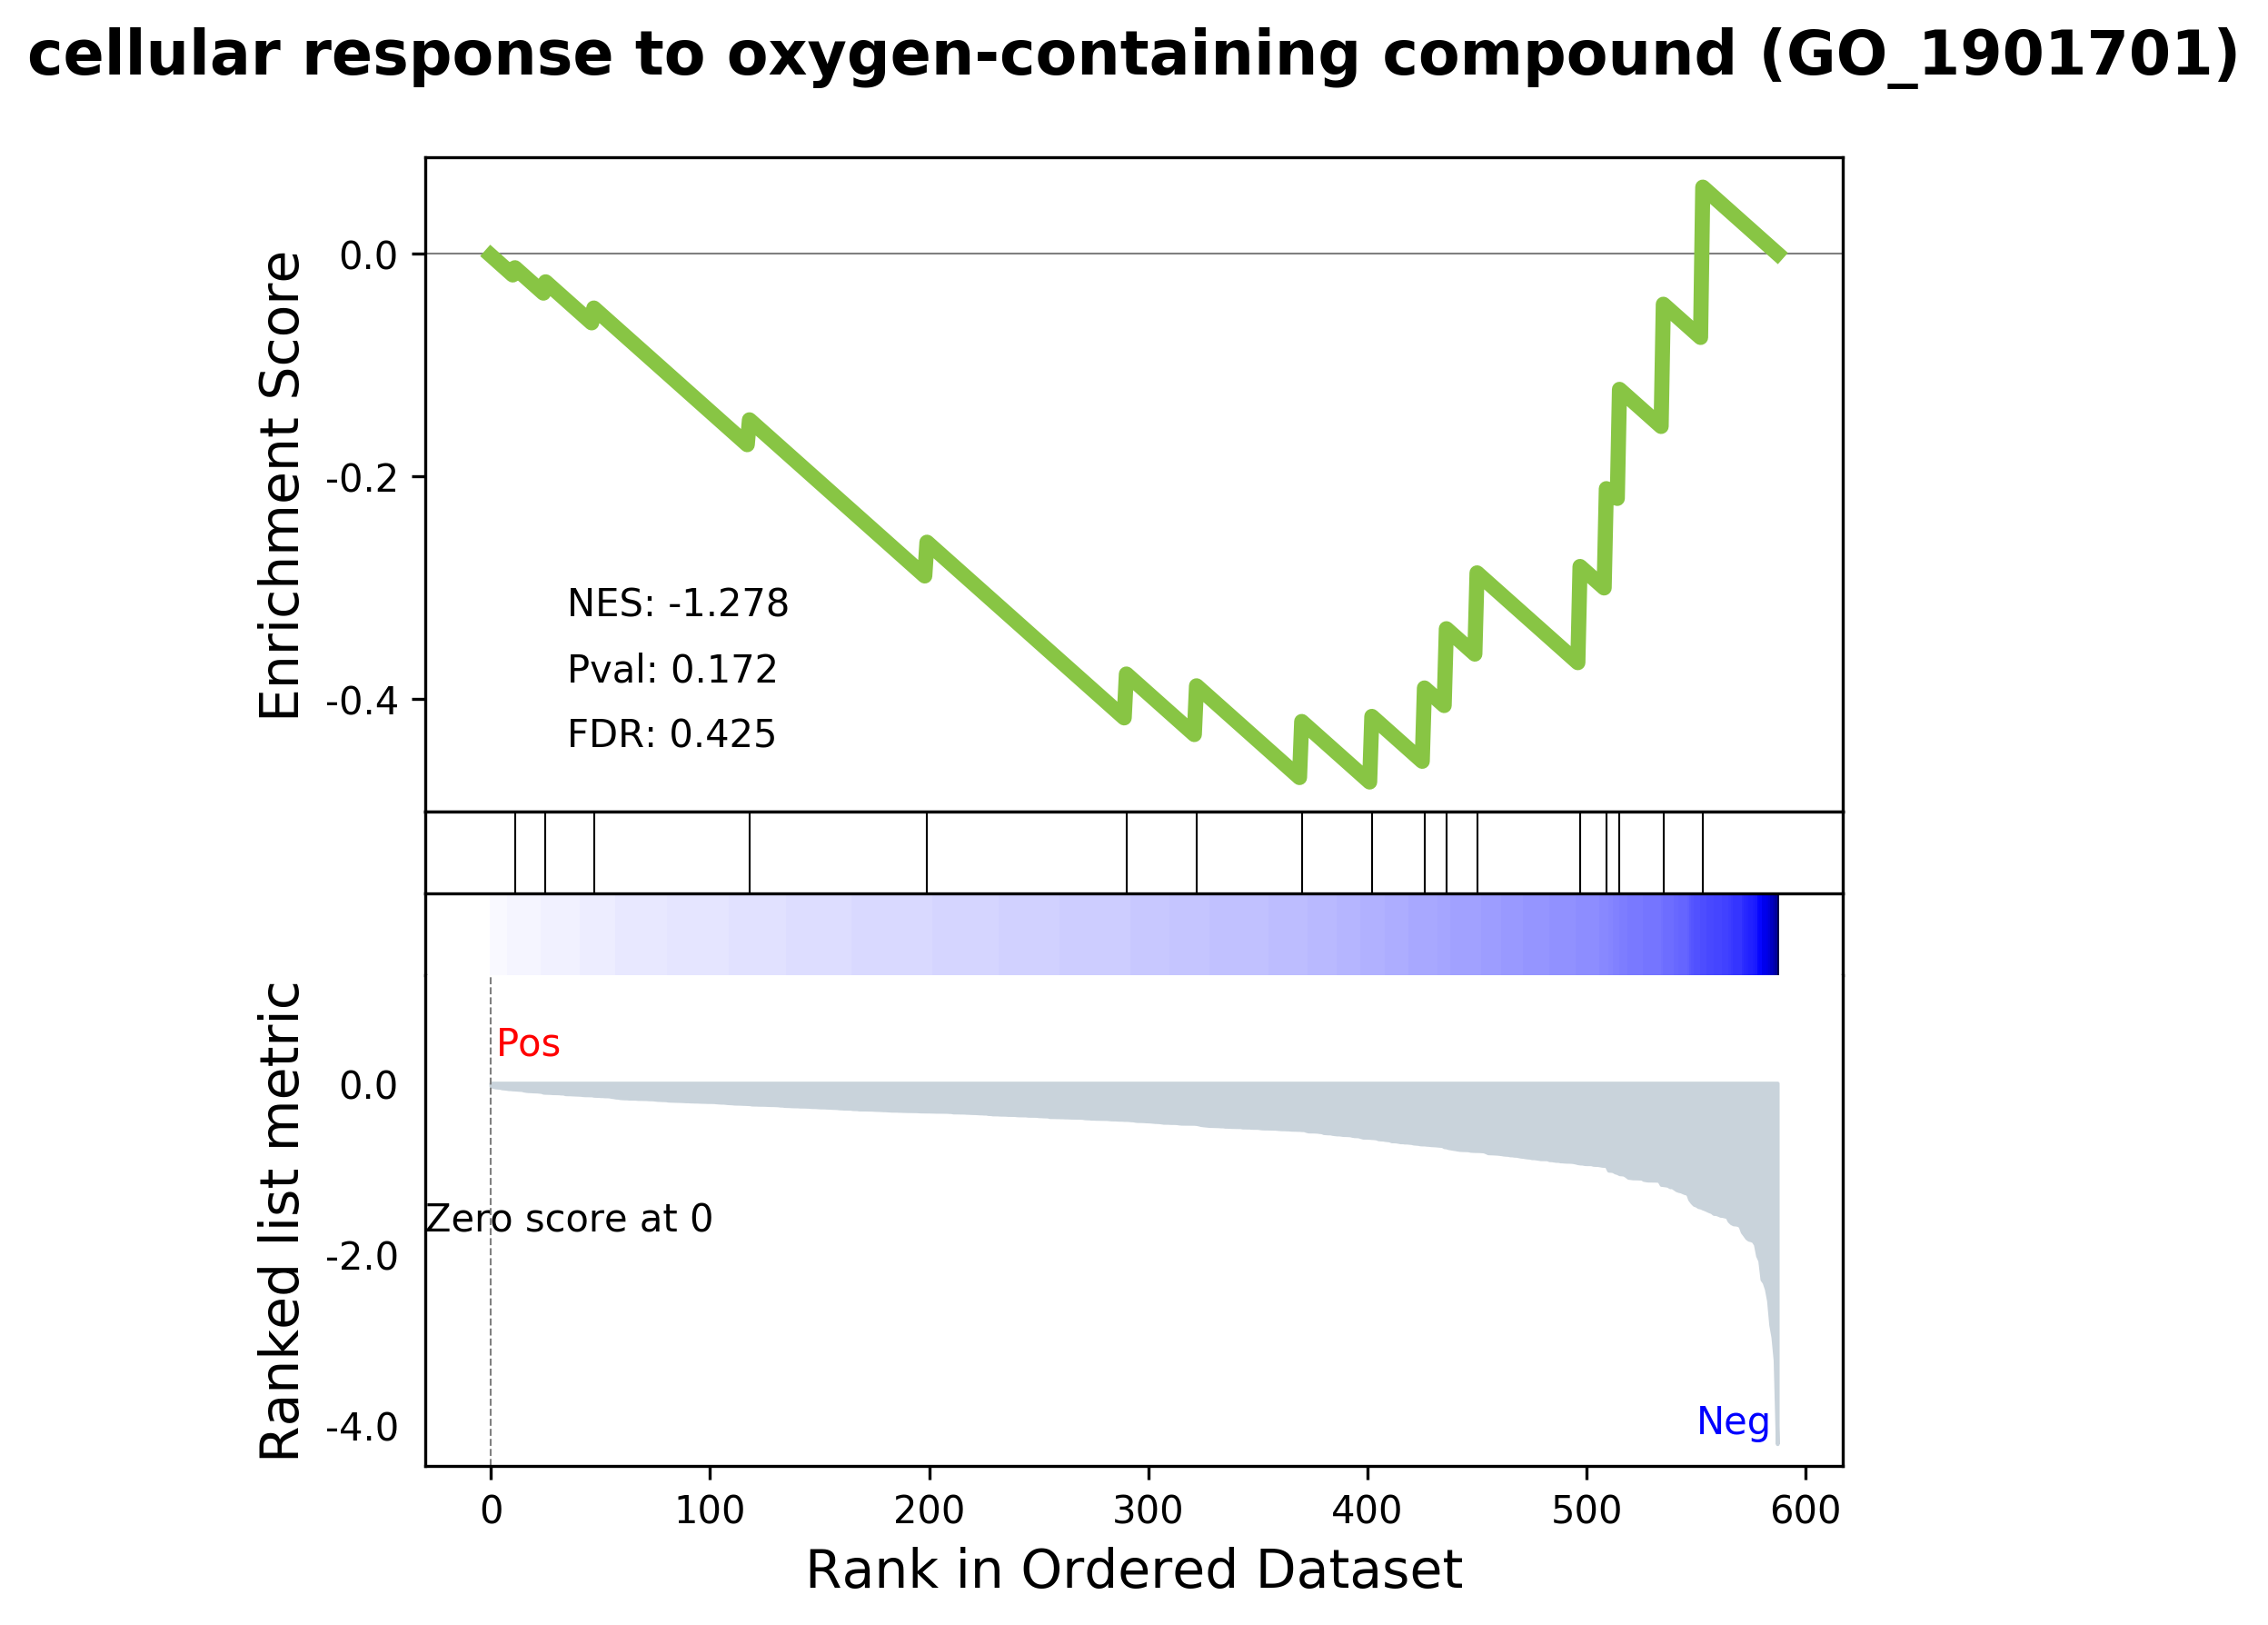 cellular response to oxygen-containing compound (GO_1901701)
Enrichment Score
0.0
-0.2
-0.4
NES: -1.278
Pval: 0.172
FDR: 0.425
Ranked list metric
Pos
0.0
Zero score at 0
-2.0
-4.0
Neg
0 100 200 300 400 500 600
Rank in Ordered Dataset